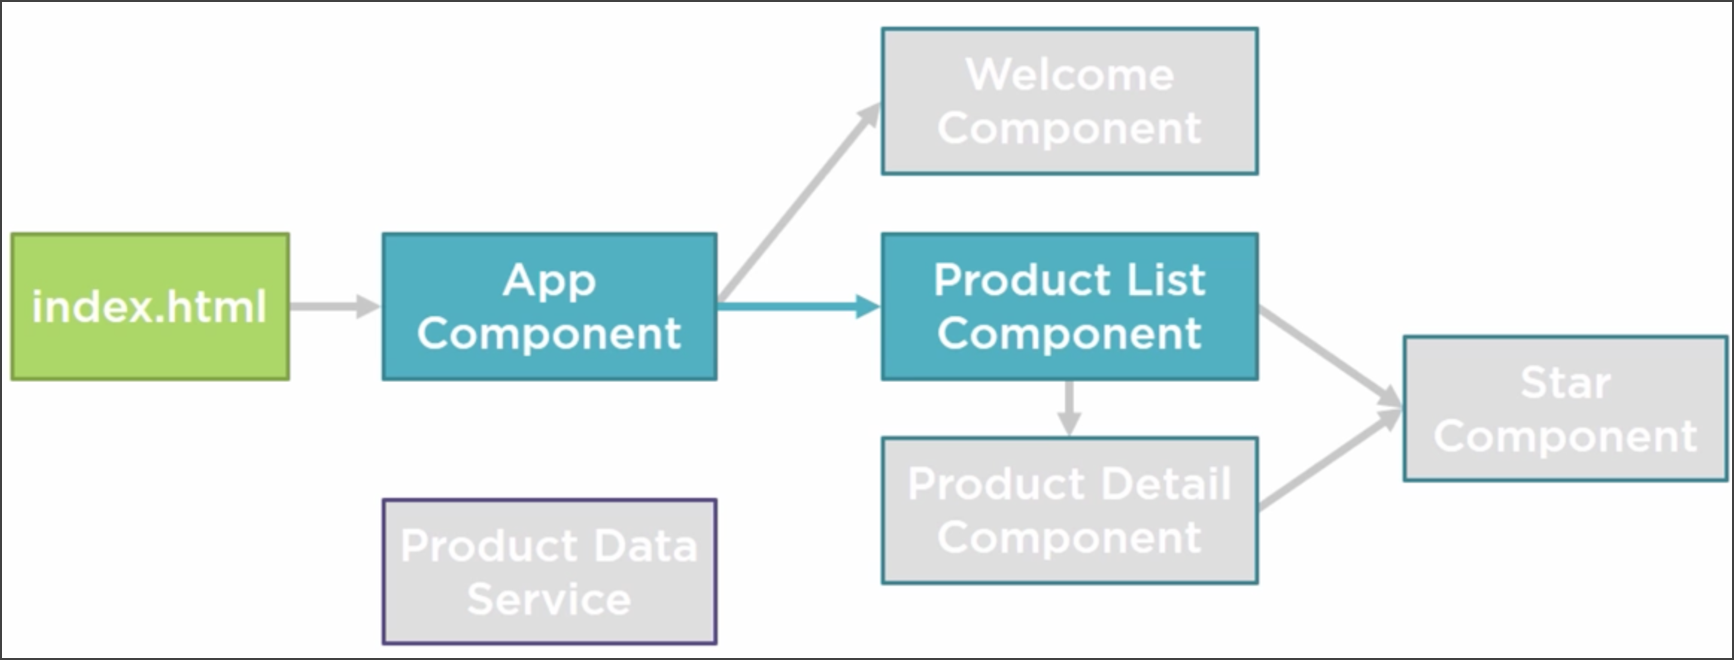 Welcome
Component
index.html
App
Component
Product List
Component
Star
Component
Product Detail
Component
Product Data
Service